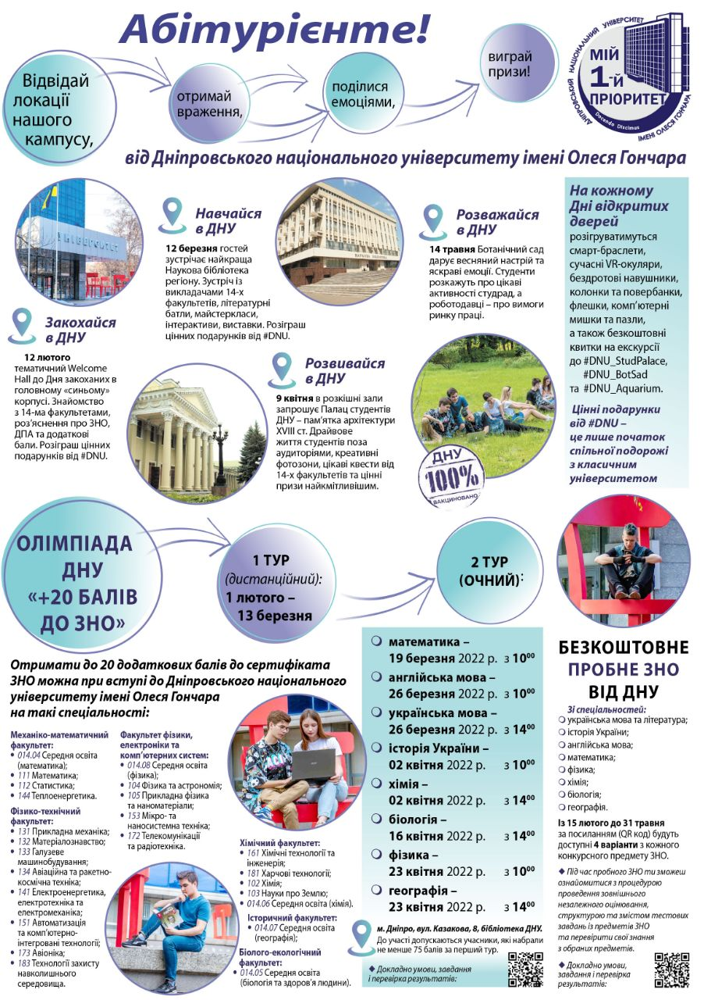 Абітурієнте!
Відвідай
локації
нашого
кампусу,
отримай
враження,
поділися
емоціями,
виграй
призи!
ДНІПРОВСЬКИЙ НАЦІОНАЛЬНИЙ УНІВЕРСИТЕТ
ІМЕНІ ОЛЕСЯ ГОНЧАРА
МІЙ
1-й
ПРІОРИТЕТ
Docendo Discimus
від Дніпровського національного університету імені Олеся Гончара
УНІВЕРСИТЕТ
Закохайся
в ДНУ
12 лютого
тематичний Welcome
Hall до Дня закоханих в
головному «синьому»
корпусі. Знайомство
з 14-ма факультетами,
роз’яснення про ЗНО,
ДПА та додаткові
бали. Розіграш цінних
подарунків від #DNU.
Навчайся
в ДНУ
12 березня гостей
зустрічає найкраща
Наукова бібліотека
регіону. Зустріч із
викладачами 14-х
факультетів, літературні
батли, майстеркласи,
інтерактиви, виставки. Розіграш
цінних подарунків від #DNU.
НАУКОВА БІБЛІОТЕКА
Розвивайся
в ДНУ
9 квітня в розкішні зали
запрошує Палац студентів
ДНУ – пам’ятка архітектури
XVIII ст. Драйвове
життя студентів поза
аудиторіями, креативні
фотозони, цікаві квести від
14-х факультетів та цінні
призи найкмітливішим.
Розважайся
в ДНУ
14 травня Ботанічний сад
дарує весняний настрій та
яскраві емоції. Студенти
розкажуть про цікаві
активності студрад, а
роботодавці – про вимоги
ринку праці.
ДНУ
100%
ВАКЦИНОВАНО
На кожному
Дні відкритих
дверей
розігруватимуться
смарт-браслети,
сучасні VR-окуляри,
бездротові навушники,
колонки та повербанки,
флешки, комп’ютерні
мишки та пазли,
а також безкоштовні
квитки на екскурсії
до #DNU_StudPalace,
#DNU_BotSad
та #DNU_Aquarium.
Цінні подарунки
від #DNU –
це лише початок
спільної подорожі
з класичним
університетом
ОЛІМПІАДА
ДНУ
«+20 БАЛІВ
ДО ЗНО»
1 ТУР
(дистанційний):
1 лютого –
13 березня
2 ТУР
(ОЧНИЙ):
Отримати до 20 додаткових балів до сертифіката
ЗНО можна при вступі до Дніпровського національного
університету імені Олеся Гончара
на такі спеціальності:
Механіко-математичний
факультет:
• 014.04 Середня освіта
(математика);
• 111 Математика;
• 112 Статистика;
• 144 Теплоенергетика.
Фізико-технічний
факультет:
• 131 Прикладна механіка;
• 132 Матеріалознавство;
• 133 Галузеве
машинобудування;
• 134 Авіаційна та ракетно-
космічна техніка;
• 141 Електроенергетика,
електротехніка та
електромеханіка;
• 151 Автоматизація
та комп’ютерно-
інтегровані технології;
• 173 Авіоніка;
• 183 Технології захисту
навколишнього
середовища.
Факультет фізики,
електроніки та
комп’ютерних систем:
• 014.08 Середня освіта
(фізика);
• 104 Фізика та астрономія;
• 105 Прикладна фізика
та наноматеріали;
• 153 Мікро- та
наносистемна техніка;
• 172 Телекомунікації
та радіотехніка.
Хімічний факультет:
• 161 Хімічні технології та
інженерія;
• 181 Харчові технології;
• 102 Хімія;
• 103 Науки про Землю;
• 014.06 Середня освіта (хімія).
Історичний факультет:
• 014.07 Середня освіта
(географія);
Біолого-екологічний
факультет:
• 014.05 Середня освіта
(біологія та здоров’я людини).
математика –
19 березня 2022 р. з 10⁰⁰
англійська мова –
26 березня 2022 р. з 10⁰⁰
українська мова –
26 березня 2022 р. з 14⁰⁰
історія України –
02 квітня 2022 р. з 10⁰⁰
хімія –
02 квітня 2022 р. з 14⁰⁰
біологія –
16 квітня 2022 р. з 14⁰⁰
фізика –
23 квітня 2022 р. з 10⁰⁰
географія –
23 квітня 2022 р. з 14⁰⁰
м. Дніпро, вул. Казакова, 8, бібліотека ДНУ.
До участі допускаються учасники, які набрали
не менше 75 балів за перший тур.
◆ Докладно умови, завдання
і перевірка результатів:
БЕЗКОШТОВНЕ
ПРОБНЕ ЗНО
ВІД ДНУ
Зі спеціальностей:
українська мова та література;
історія України;
англійська мова;
математика;
фізика;
хімія;
біологія;
географія.
Із 15 лютого до 31 травня
за посиланням (QR код) будуть
доступні 4 варіанти з кожного
конкурсного предмету ЗНО.
◆ Під час пробного ЗНО ти зможеш
ознайомитися з процедурою
проведення зовнішнього
незалежного оцінювання,
структурою та змістом тестових
завдань із предметів ЗНО
та перевірити свої знання
з обраних предметів.
◆ Докладно умови,
завдання і перевірка
результатів: